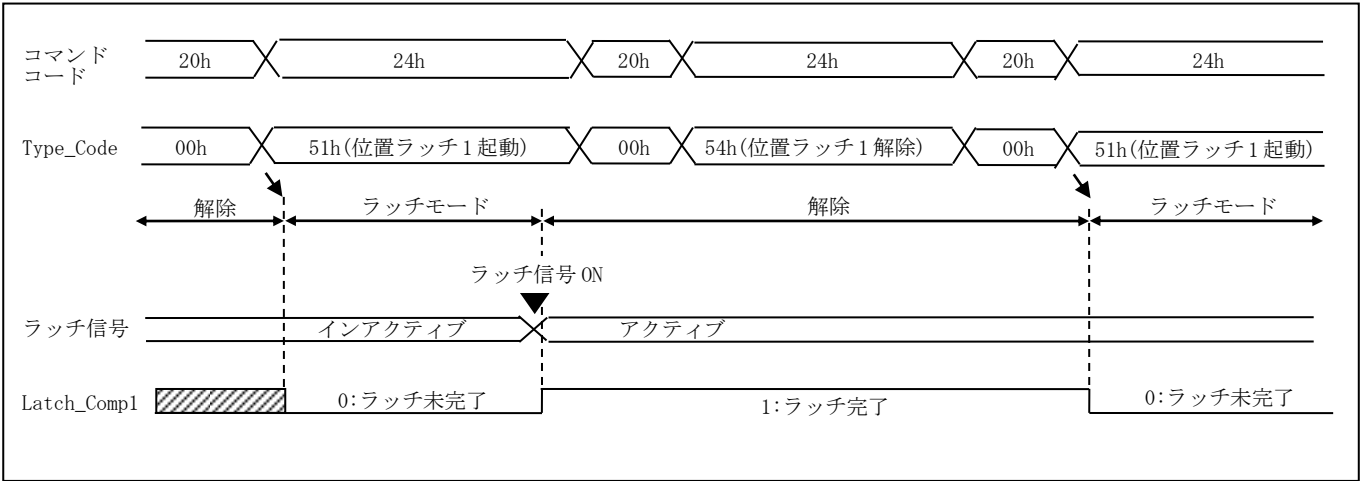 コマンド
コード
20h 24h 20h 24h 20h 24h
Type_Code 00h 51h(位置ラッチ1起動) 00h 54h(位置ラッチ1解除) 00h 51h(位置ラッチ1起動)
解除 ラッチモード 解除 ラッチモード
ラッチ信号ON
ラッチ信号 インアクティブ アクティブ
Latch_Comp1 0:ラッチ未完了 1:ラッチ完了 0:ラッチ未完了